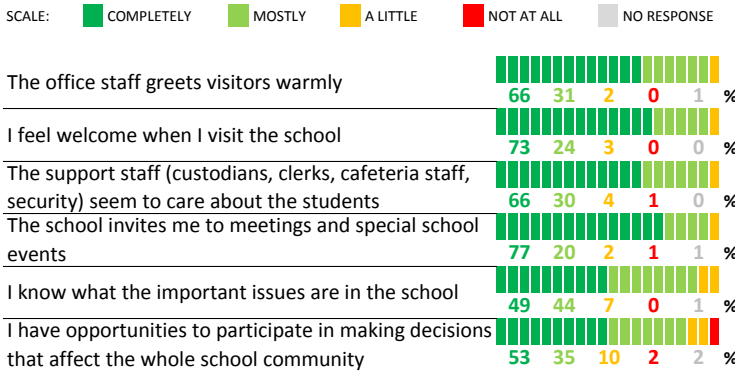 SCALE: COMPLETELY MOSTLY A LITTLE NOT AT ALL NO RESPONSE
The office staff greets visitors warmly
66 31 2 0 1 %
I feel welcome when I visit the school
73 24 3 0 0 %
The support staff (custodians, clerks, cafeteria staff,
security) seem to care about the students
66 30 4 1 0 %
The school invites me to meetings and special school
events
77 20 2 1 1 %
I know what the important issues are in the school
49 44 7 0 1 %
I have opportunities to participate in making decisions
that affect the whole school community
53 35 10 2 2 %